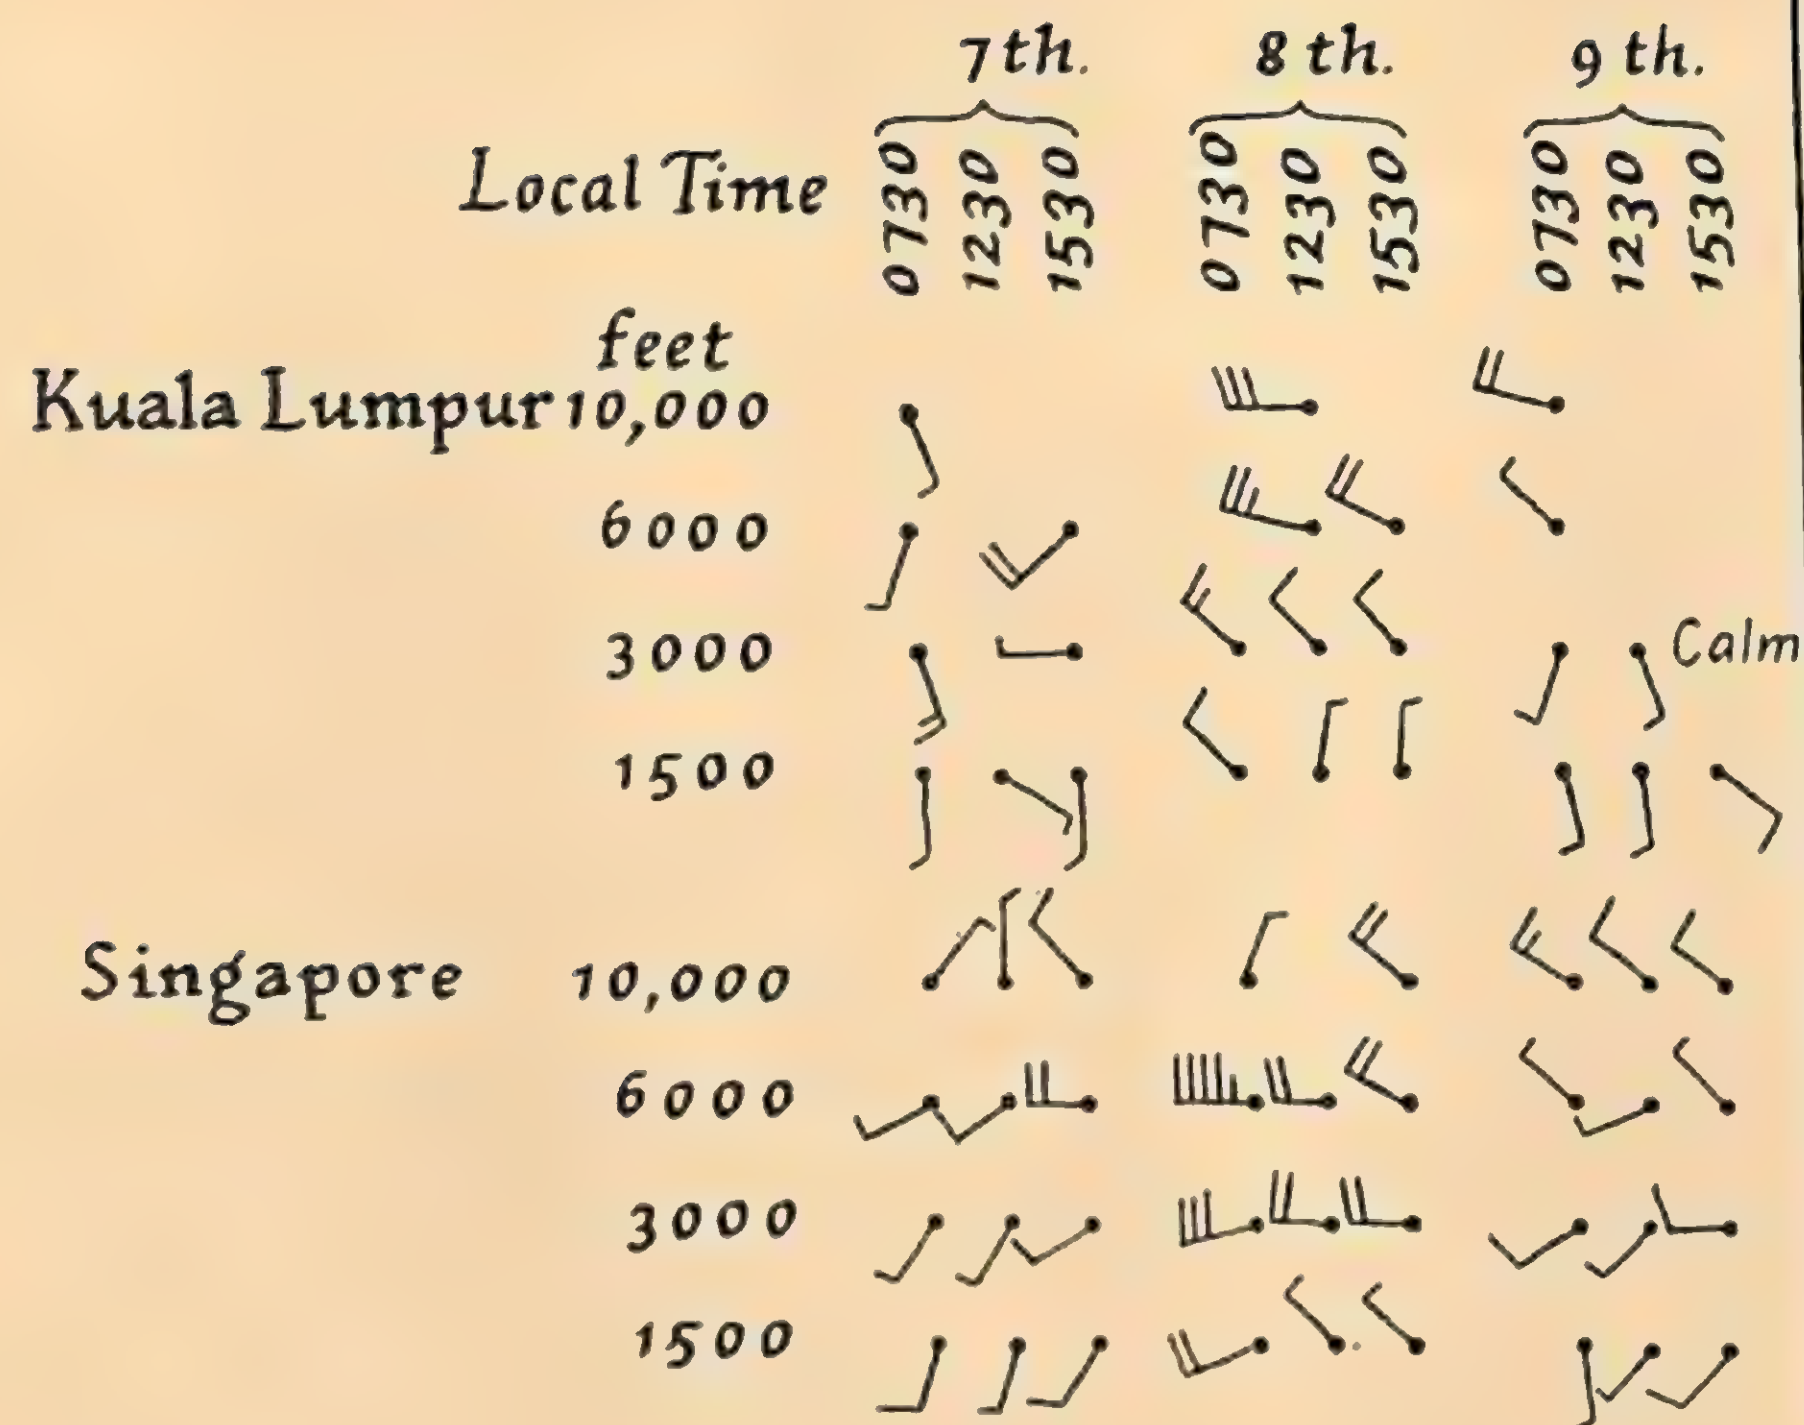 7th. 8th. 9th.
Local Time 0730 1230 1530 0730 1230 1530 0730 1230 1530
feet
Kuala Lumpur 10,000
6000
3000 Calm
1500
Singapore 10,000
6000
3000
1500